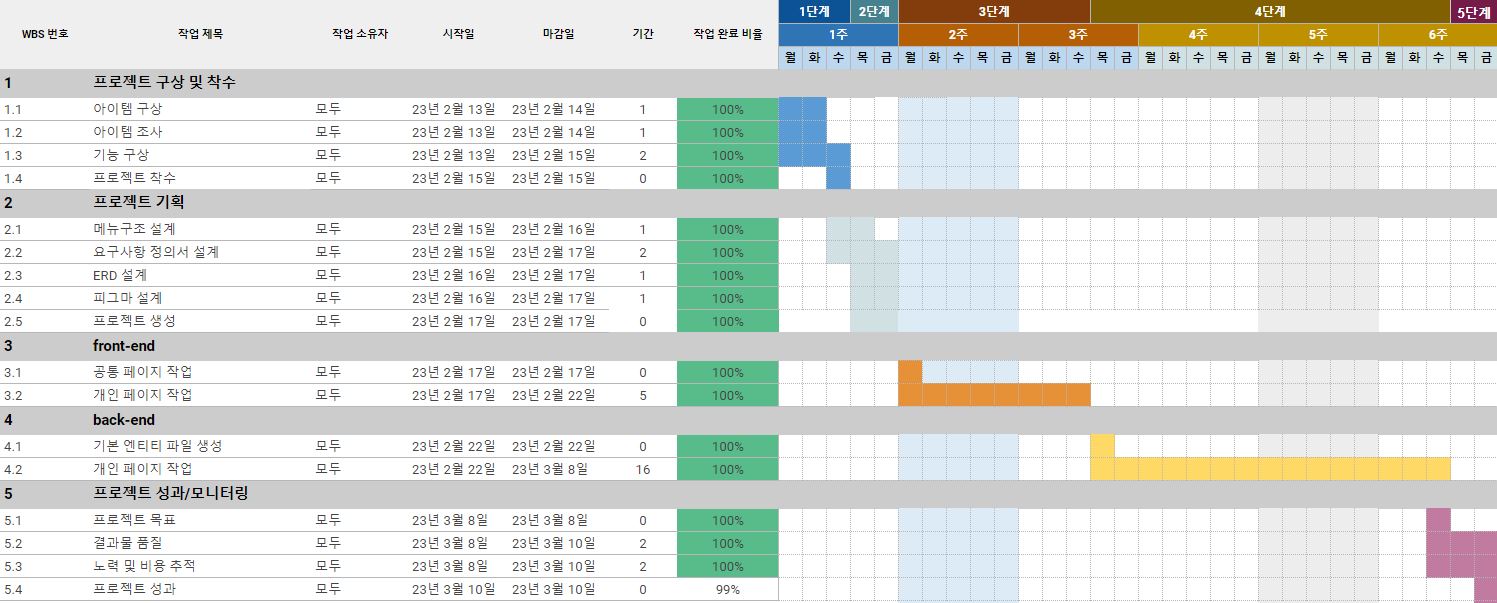 1단계 2단계 3단계 4단계 5단계
WBS 번호 작업 제목 작업 소유자 시작일 마감일 기간 작업 완료 비율 1주 2주 3주 4주 5주 6주
월 화 수 목 금 월 화 수 목 금 월 화 수 목 금 월 화 수 목 금 월 화 수 목 금 월 화 수 목 금
1 프로젝트 구상 및 착수
1.1 아이템 구상 모두 23년 2월 13일 23년 2월 14일 1 100%
1.2 아이템 조사 모두 23년 2월 13일 23년 2월 14일 1 100%
1.3 기능 구상 모두 23년 2월 13일 23년 2월 15일 2 100%
1.4 프로젝트 착수 모두 23년 2월 15일 23년 2월 15일 0 100%
2 프로젝트 기획
2.1 메뉴구조 설계 모두 23년 2월 15일 23년 2월 16일 1 100%
2.2 요구사항 정의서 설계 모두 23년 2월 15일 23년 2월 17일 2 100%
2.3 ERD 설계 모두 23년 2월 16일 23년 2월 17일 1 100%
2.4 피그마 설계 모두 23년 2월 16일 23년 2월 17일 1 100%
2.5 프로젝트 생성 모두 23년 2월 17일 23년 2월 17일 0 100%
3 front-end
3.1 공통 페이지 작업 모두 23년 2월 17일 23년 2월 17일 0 100%
3.2 개인 페이지 작업 모두 23년 2월 17일 23년 2월 22일 5 100%
4 back-end
4.1 기본 엔티티 파일 생성 모두 23년 2월 22일 23년 2월 22일 0 100%
4.2 개인 페이지 작업 모두 23년 2월 22일 23년 3월 8일 16 100%
5 프로젝트 성과/모니터링
5.1 프로젝트 목표 모두 23년 3월 8일 23년 3월 8일 0 100%
5.2 결과물 품질 모두 23년 3월 8일 23년 3월 10일 2 100%
5.3 노력 및 비용 추적 모두 23년 3월 8일 23년 3월 10일 2 100%
5.4 프로젝트 성과 모두 23년 3월 10일 23년 3월 10일 0 99%